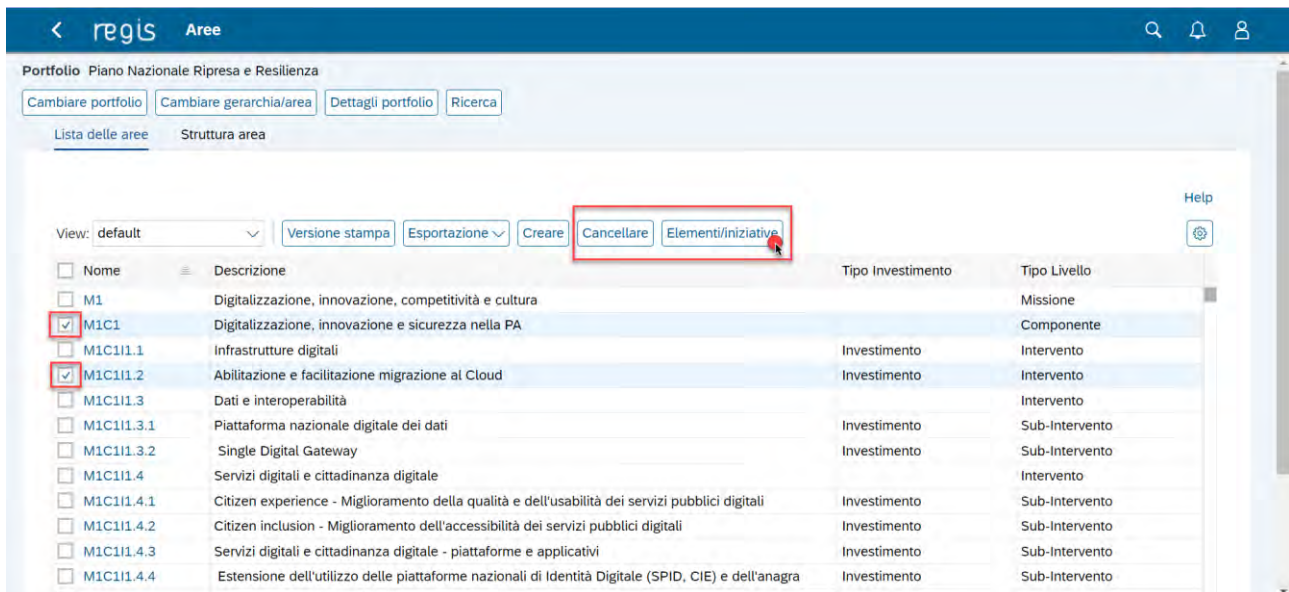 regis Aree
Portfolio Piano Nazionale Ripresa e Resilienza
Cambiare portfolio Cambiare gerarchia/area Dettagli portfolio Ricerca
Lista delle aree Struttura area
Help
View: default Versione stampa Esportazione Creare Cancellare Elementi/iniziative
Nome Descrizione Tipo Investimento Tipo Livello
M1 Digitalizzazione, innovazione, competitività e cultura Missione
M1C1 Digitalizzazione, innovazione e sicurezza nella PA Componente
M1C1I1.1 Infrastrutture digitali Investimento Intervento
M1C1I1.2 Abilitazione e facilitazione migrazione al Cloud Investimento Intervento
M1C1I1.3 Dati e interoperabilità Intervento
M1C1I1.3.1 Piattaforma nazionale digitale dei dati Investimento Sub-Intervento
M1C1I1.3.2 Single Digital Gateway Investimento Sub-Intervento
M1C1I1.4 Servizi digitali e cittadinanza digitale Intervento
M1C1I1.4.1 Citizen experience - Miglioramento della qualità e dell'usabilità dei servizi pubblici digitali Investimento Sub-Intervento
M1C1I1.4.2 Citizen inclusion - Miglioramento dell'accessibilità dei servizi pubblici digitali Investimento Sub-Intervento
M1C1I1.4.3 Servizi digitali e cittadinanza digitale - piattaforme e applicativi Investimento Sub-Intervento
M1C1I1.4.4 Estensione dell'utilizzo delle piattaforme nazionali di Identità Digitale (SPID, CIE) e dell'anagra Investimento Sub-Intervento